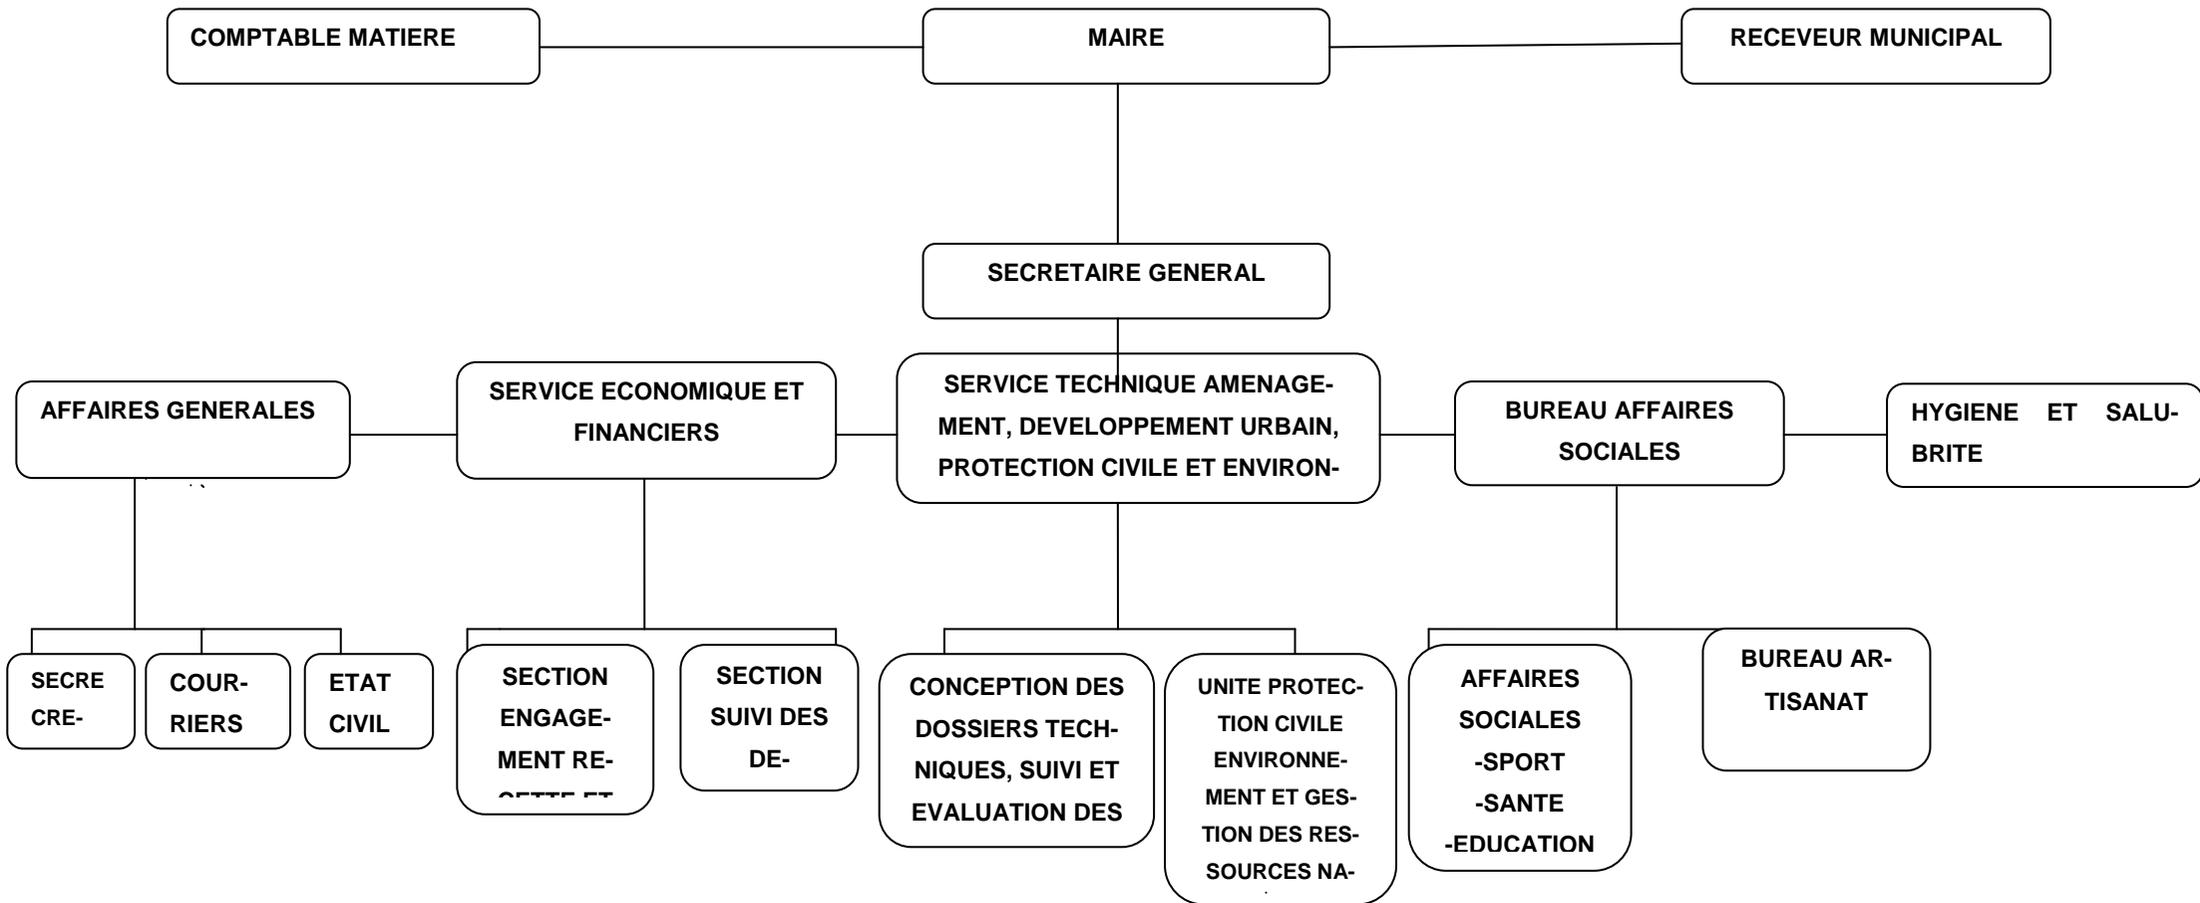 COMPTABLE MATIERE
MAIRE
RECEVEUR MUNICIPAL
SECRETAIRE GENERAL
AFFAIRES GENERALES
SERVICE ECONOMIQUE ET
FINANCIERS
SERVICE TECHNIQUE AMENAGE-
MENT, DEVELOPPEMENT URBAIN,
PROTECTION CIVILE ET ENVIRON-
BUREAU AFFAIRES
SOCIALES
HYGIENE ET SALU-
BRITE
SECRE
CRE-
COUR-
RIERS
ETAT
CIVIL
SECTION
ENGAGE-
MENT RE-
CETTE ET
SECTION
SUIVI DES
DE-
CONCEPTION DES
DOSSIERS TECH-
NIQUES, SUIVI ET
EVALUATION DES
UNITE PROTEC-
TION CIVILE
ENVIRONNE-
MENT ET GES-
TION DES RES-
SOURCES NA-
AFFAIRES
SOCIALES
-SPORT
-SANTE
-EDUCATION
BUREAU AR-
TISANAT